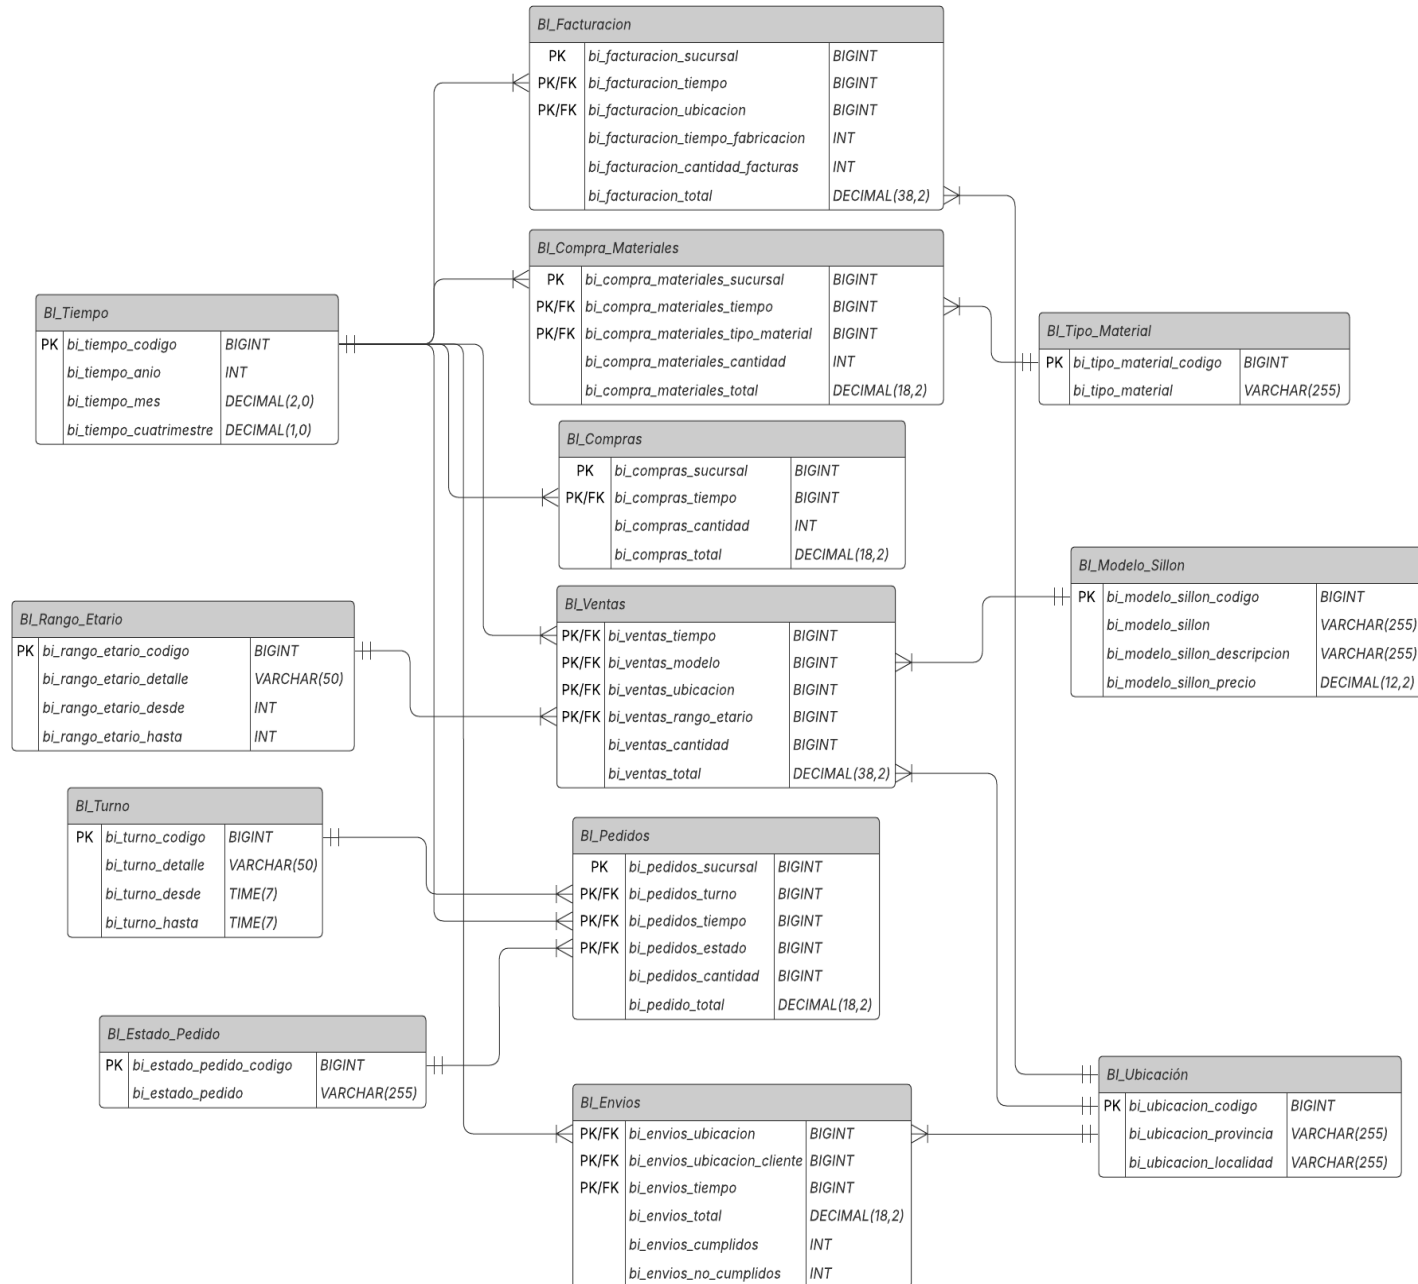 BI_Facturacion
PK bi_facturacion_sucursal BIGINT
PK/FK bi_facturacion_tiempo BIGINT
PK/FK bi_facturacion_ubicacion BIGINT
bi_facturacion_tiempo_fabricacion INT
bi_facturacion_cantidad_facturas INT
bi_facturacion_total DECIMAL(38,2)
BI_Compra_Materiales
PK bi_compra_materiales_sucursal BIGINT
PK/FK bi_compra_materiales_tiempo BIGINT
PK/FK bi_compra_materiales_tipo_material BIGINT
bi_compra_materiales_cantidad INT
bi_compra_materiales_total DECIMAL(18,2)
BI_Tiempo
PK bi_tiempo_codigo BIGINT
bi_tiempo_anio INT
bi_tiempo_mes DECIMAL(2,0)
bi_tiempo_cuatrimestre DECIMAL(1,0)
BI_Tipo_Material
PK bi_tipo_material_codigo BIGINT
bi_tipo_material VARCHAR(255)
BI_Compras
PK bi_compras_sucursal BIGINT
PK/FK bi_compras_tiempo BIGINT
bi_compras_cantidad INT
bi_compras_total DECIMAL(18,2)
BI_Modelo_Sillon
PK bi_modelo_sillon_codigo BIGINT
bi_modelo_sillon VARCHAR(255)
bi_modelo_sillon_descripcion VARCHAR(255)
bi_modelo_sillon_precio DECIMAL(12,2)
BI_Rango_Etario
PK bi_rango_etario_codigo BIGINT
bi_rango_etario_detalle VARCHAR(50)
bi_rango_etario_desde INT
bi_rango_etario_hasta INT
BI_Ventas
PK/FK bi_ventas_tiempo BIGINT
PK/FK bi_ventas_modelo BIGINT
PK/FK bi_ventas_ubicacion BIGINT
PK/FK bi_ventas_rango_etario BIGINT
bi_ventas_cantidad BIGINT
bi_ventas_total DECIMAL(38,2)
BI_Turno
PK bi_turno_codigo BIGINT
bi_turno_detalle VARCHAR(50)
bi_turno_desde TIME(7)
bi_turno_hasta TIME(7)
BI_Pedidos
PK bi_pedidos_sucursal BIGINT
PK/FK bi_pedidos_turno BIGINT
PK/FK bi_pedidos_tiempo BIGINT
PK/FK bi_pedidos_estado BIGINT
bi_pedidos_cantidad BIGINT
bi_pedido_total DECIMAL(18,2)
BI_Estado_Pedido
PK bi_estado_pedido_codigo BIGINT
bi_estado_pedido VARCHAR(255)
BI_Envios
PK/FK bi_envios_ubicacion BIGINT
PK/FK bi_envios_ubicacion_cliente BIGINT
PK/FK bi_envios_tiempo BIGINT
bi_envios_total DECIMAL(18,2)
bi_envios_cumplidos INT
bi_envios_no_cumplidos INT
BI_Ubicación
PK bi_ubicacion_codigo BIGINT
bi_ubicacion_provincia VARCHAR(255)
bi_ubicacion_localidad VARCHAR(255)